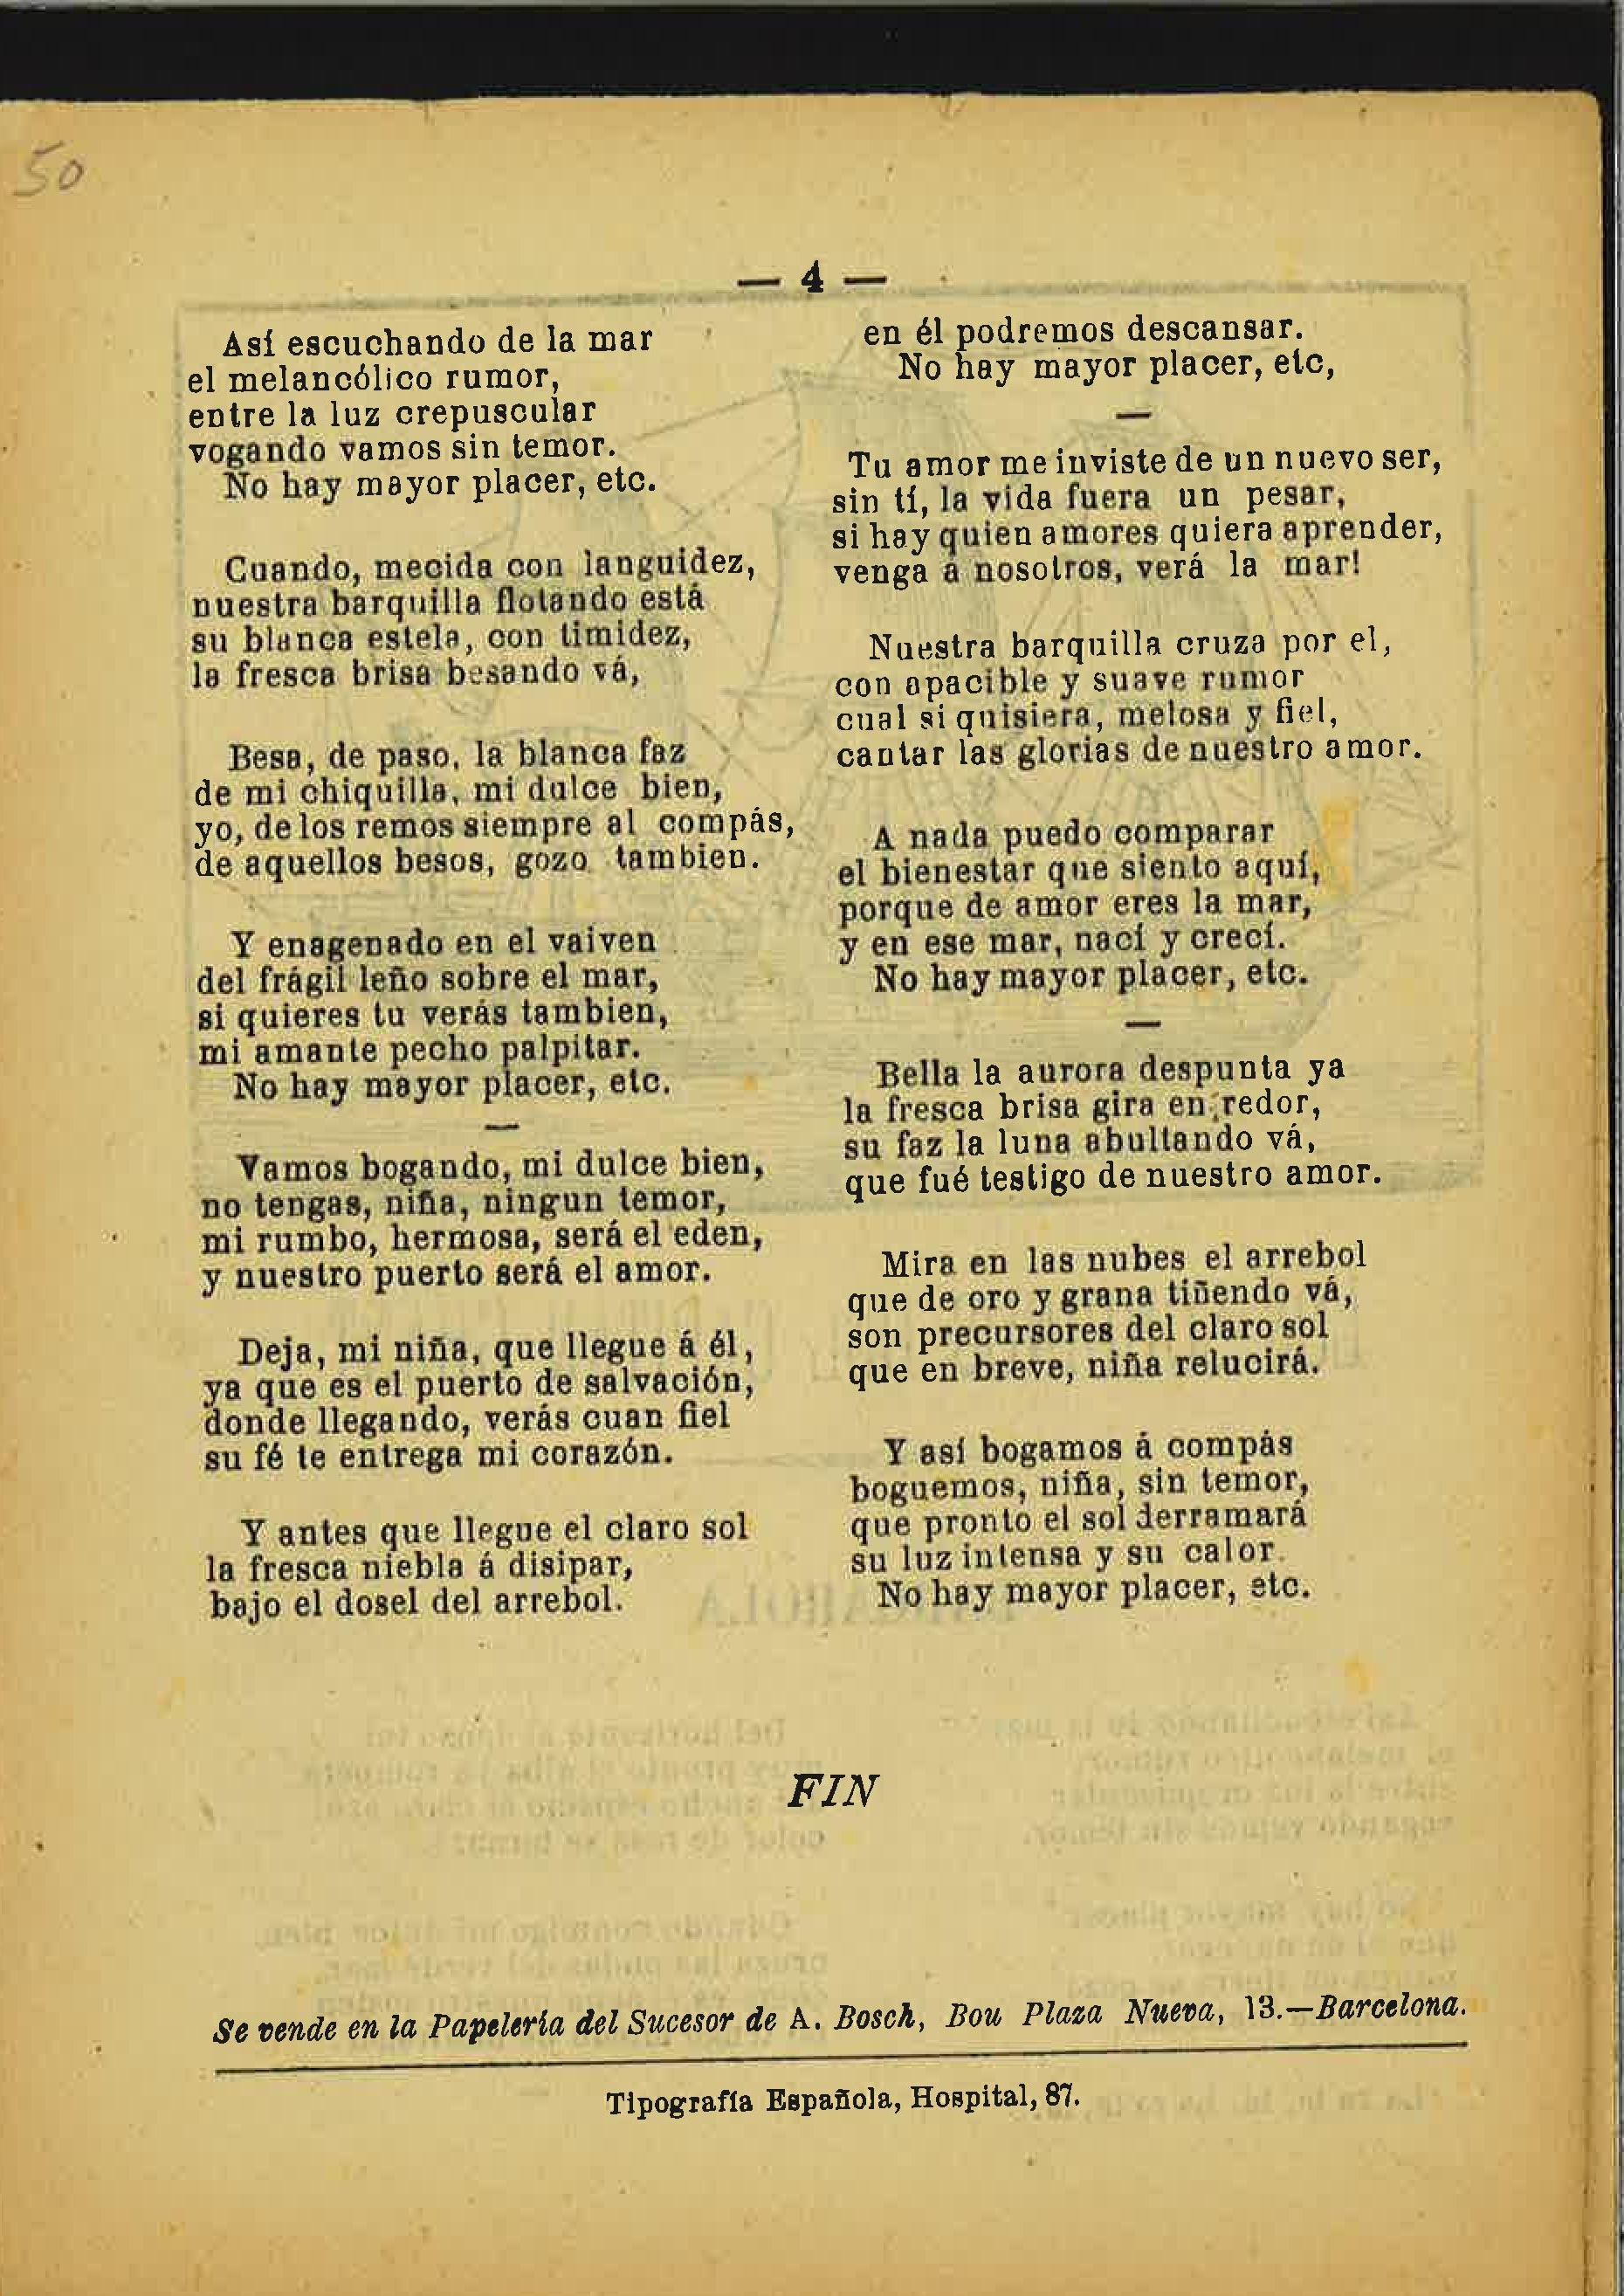 50
— 4 —
Así escuchando de la mar
el melancólico rumor,
entre la luz crepuscular
vogando vamos sin temor.
No hay mayor placer, etc.
Cuando, mecida con languidez,
nuestra barquilla flotando está
su blanca estela, con timidez,
la fresca brisa besando vá,
Besa, de paso, la blanca faz
de mi chiquilla, mi dulce bien,
yo, de los remos siempre al compás,
de aquellos besos, gozo tambien.
Y enagenado en el vaiven
del frágil leño sobre el mar,
si quieres tu verás tambien,
mi amante pecho palpitar.
No hay mayor placer, etc.
—
Vamos bogando, mi dulce bien,
no tengas, niña, ningun temor,
mi rumbo, hermosa, será el eden,
y nuestro puerto será el amor.
Deja, mi niña, que llegue á él,
ya que es el puerto de salvación,
donde llegando, verás cuan fiel
su fé te entrega mi corazón.
Y antes que llegue el claro sol
la fresca niebla á disipar,
bajo el dosel del arrebol.
en él podremos descansar.
No hay mayor placer, etc,
—
Tu amor me inviste de un nuevo ser,
sin tí, la vida fuera un pesar,
si hay quien amores quiera aprender,
venga á nosotros, verá la mar!
Nuestra barquilla cruza por el,
con apacible y suave rumor
cual si quisiera, melosa y fiel,
cantar las glorias de nuestro amor.
A nada puedo comparar
el bienestar que siento aquí,
porque de amor eres la mar,
y en ese mar, nací y crecí.
No hay mayor placer, etc.
—
Bella la aurora despunta ya
la fresca brisa gira en redor,
su faz la luna abultando vá,
que fué testigo de nuestro amor.
Mira en las nubes el arrebol
que de oro y grana tiñendo vá,
son precursores del claro sol
que en breve, niña relucirá.
Y así bogamos á compás
boguemos, niña, sin temor,
que pronto el sol derramará
su luz intensa y su calor.
No hay mayor placer, etc.
FIN
Se vende en la Papelería del Sucesor de A. Bosch, Bou Plaza Nueva, 13.—Barcelona.
Tipografía Española, Hospital, 87.